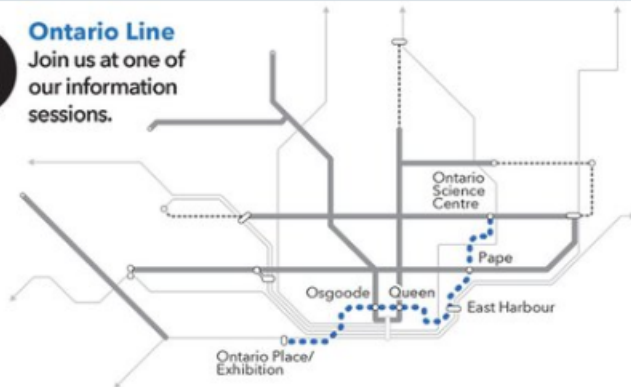 Ontario Line
Join us at one of
our information
sessions.
Ontario
Science
Centre
Pape
Osgoode
Queen
East Harbour
Ontario Place/
Exhibition